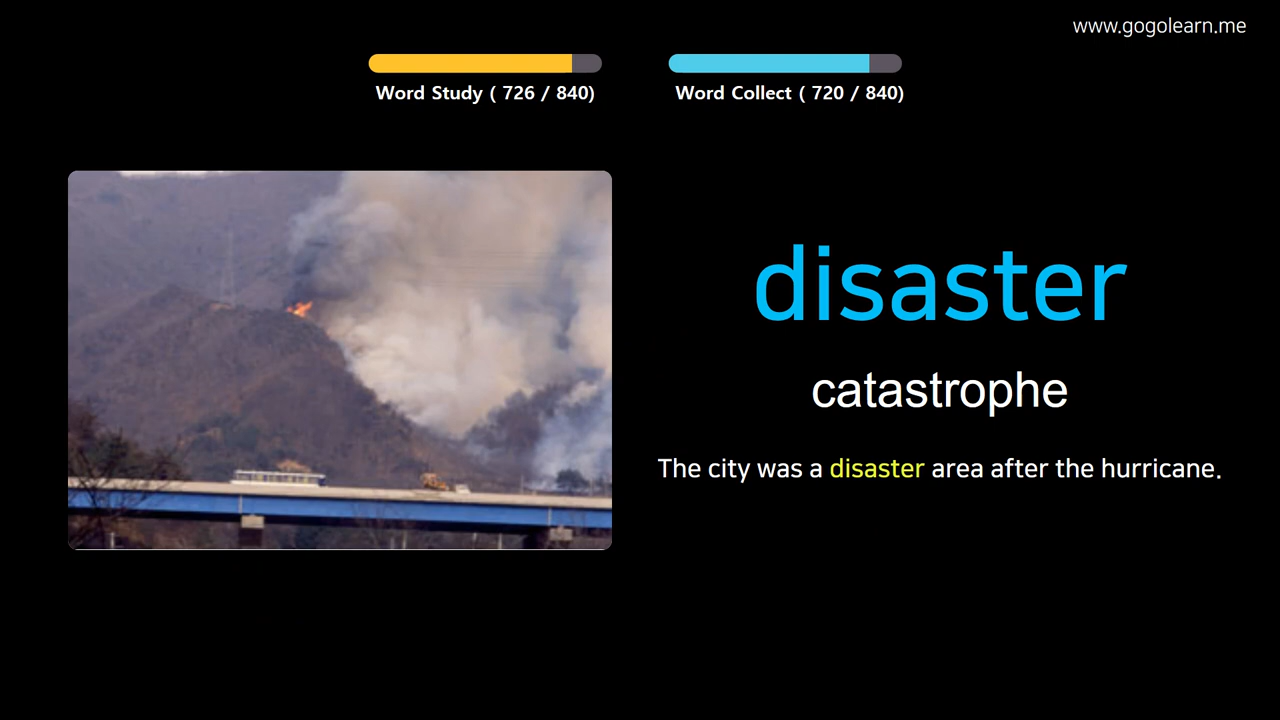 www.gogolearn.me
Word Study ( 726 / 840)
Word Collect ( 720 / 840)
disaster
catastrophe
The city was a disaster area after the hurricane.